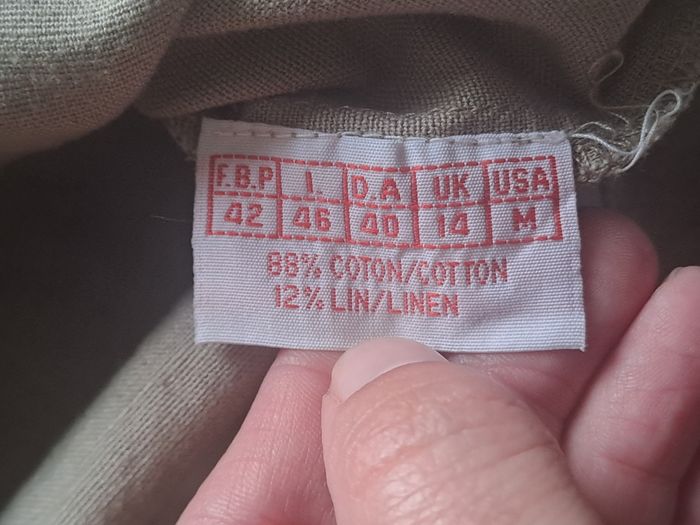 F.B.P I. D.A UK USA
42 46 40 14 M
88% COTON/COTTON
12% LIN/LINEN